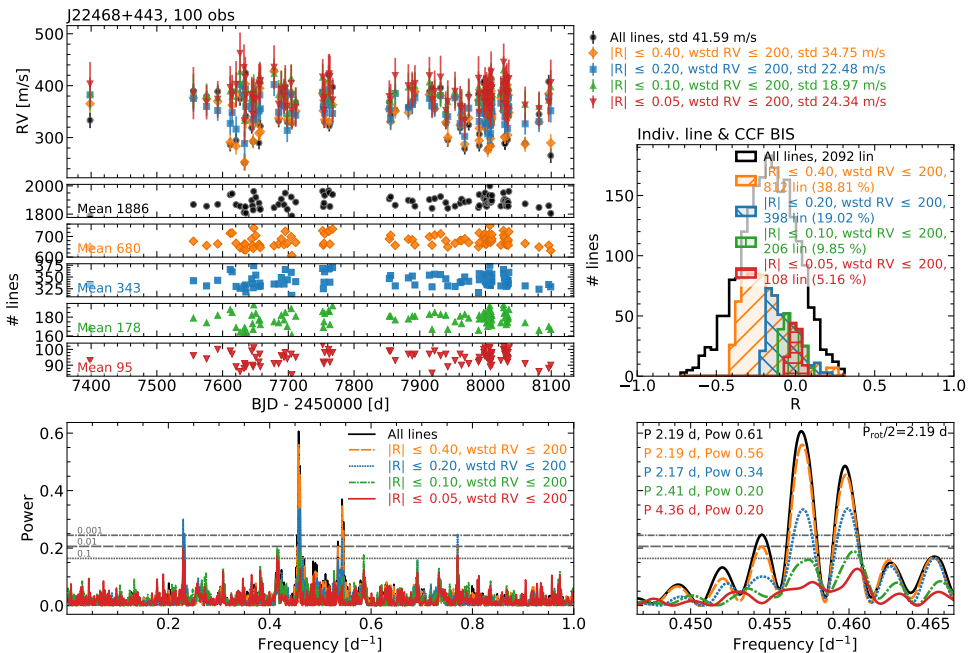 J22468+443, 100 obs
500
400
300
RV [m/s]
All lines, std 41.59 m/s
|R| ≤ 0.40, wstd RV ≤ 200, std 34.75 m/s
|R| ≤ 0.20, wstd RV ≤ 200, std 22.48 m/s
|R| ≤ 0.10, wstd RV ≤ 200, std 18.97 m/s
|R| ≤ 0.05, wstd RV ≤ 200, std 24.34 m/s
2000
1800
Mean 1886
700
600
Mean 680
375
350
325
Mean 343
180
160
Mean 178
100
90
Mean 95
# lines
7400 7500 7600 7700 7800 7900 8000 8100
BJD - 2450000 [d]
Indiv. line & CCF BIS
All lines, 2092 lin
|R| ≤ 0.40, wstd RV ≤ 200,
812 lin (38.81 %)
|R| ≤ 0.20, wstd RV ≤ 200,
398 lin (19.02 %)
|R| ≤ 0.10, wstd RV ≤ 200,
206 lin (9.85 %)
|R| ≤ 0.05, wstd RV ≤ 200,
108 lin (5.16 %)
150
100
50
0
# lines
−1.0 −0.5 0.0 0.5 1.0
R
0.6
0.4
0.2
0.0
Power
All lines
|R| ≤ 0.40, wstd RV ≤ 200
|R| ≤ 0.20, wstd RV ≤ 200
|R| ≤ 0.10, wstd RV ≤ 200
|R| ≤ 0.05, wstd RV ≤ 200
0.001
0.01
0.1
0.2 0.4 0.6 0.8 1.0
Frequency [d⁻¹]
P 2.19 d, Pow 0.61
P 2.19 d, Pow 0.56
P 2.17 d, Pow 0.34
P 2.41 d, Pow 0.20
P 4.36 d, Pow 0.20
P_rot/2=2.19 d
0.450 0.455 0.460 0.465
Frequency [d⁻¹]